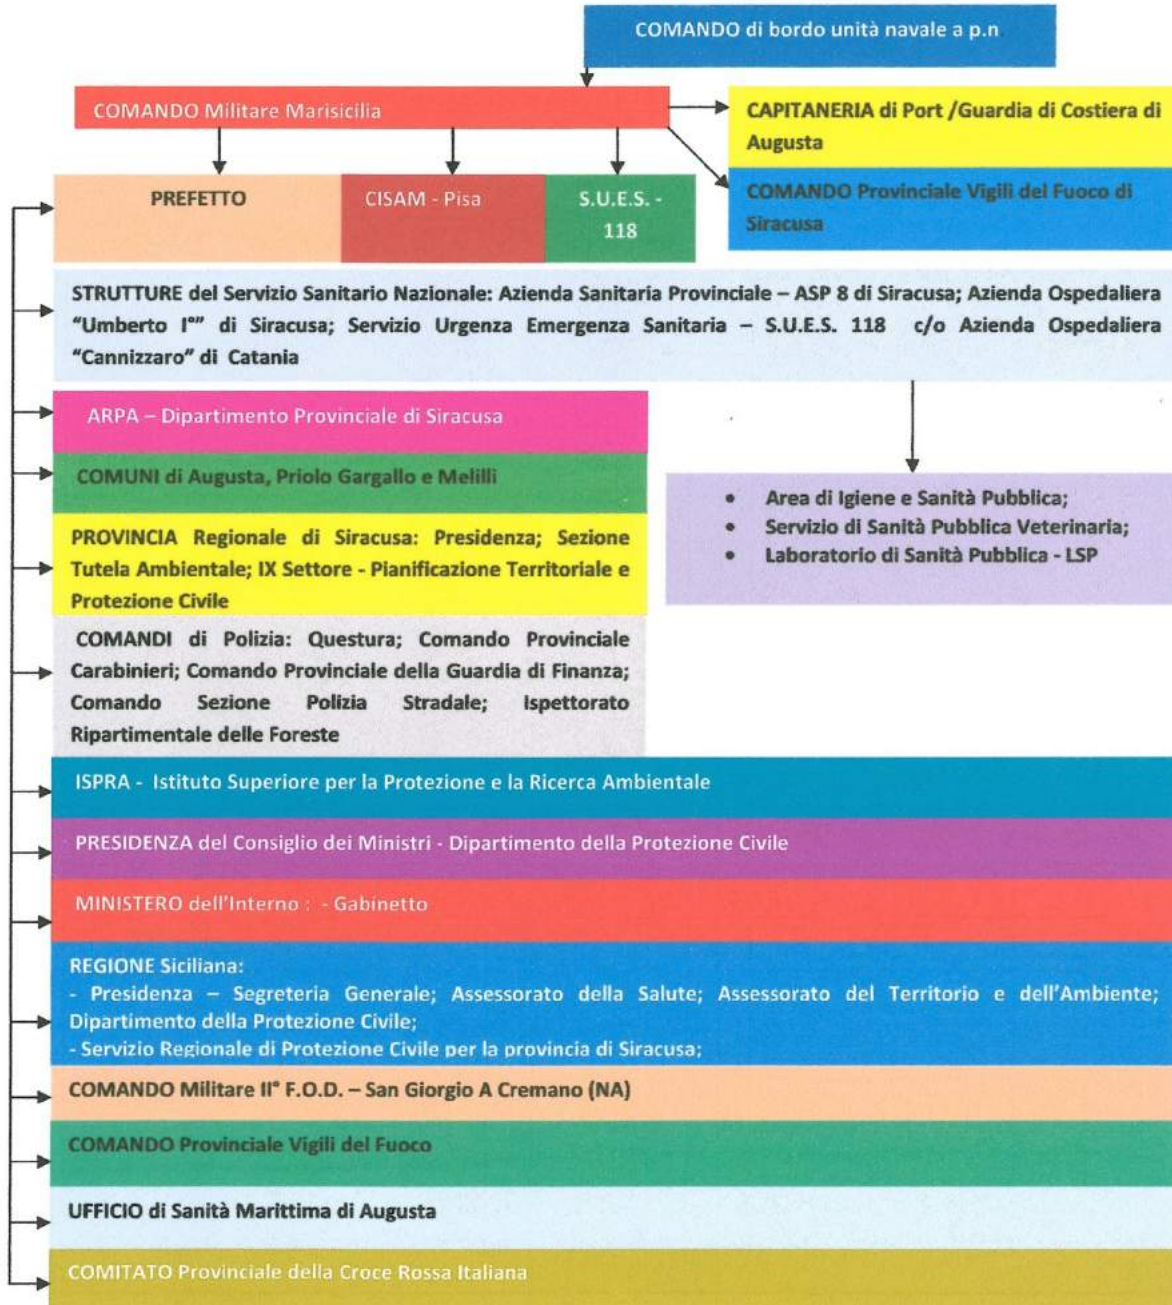 COMANDO di bordo unità navale a p.n
COMANDO Militare Marisicilia
CAPITANERIA di Port /Guardia di Costiera di
Augusta
PREFETTO
CISAM - Pisa
S.U.E.S. -
118
COMANDO Provinciale Vigili del Fuoco di
Siracusa
STRUTTURE del Servizio Sanitario Nazionale: Azienda Sanitaria Provinciale – ASP 8 di Siracusa; Azienda Ospedaliera
“Umberto I°” di Siracusa; Servizio Urgenza Emergenza Sanitaria – S.U.E.S. 118 c/o Azienda Ospedaliera
“Cannizzaro” di Catania
ARPA – Dipartimento Provinciale di Siracusa
COMUNI di Augusta, Priolo Gargallo e Melilli
PROVINCIA Regionale di Siracusa: Presidenza; Sezione
Tutela Ambientale; IX Settore - Pianificazione Territoriale e
Protezione Civile
• Area di Igiene e Sanità Pubblica;
• Servizio di Sanità Pubblica Veterinaria;
• Laboratorio di Sanità Pubblica - LSP
COMANDI di Polizia: Questura; Comando Provinciale
Carabinieri; Comando Provinciale della Guardia di Finanza;
Comando Sezione Polizia Stradale; Ispettorato
Ripartimentale delle Foreste
ISPRA - Istituto Superiore per la Protezione e la Ricerca Ambientale
PRESIDENZA del Consiglio dei Ministri - Dipartimento della Protezione Civile
MINISTERO dell’Interno : - Gabinetto
REGIONE Siciliana:
- Presidenza – Segreteria Generale; Assessorato della Salute; Assessorato del Territorio e dell’Ambiente;
Dipartimento della Protezione Civile;
- Servizio Regionale di Protezione Civile per la provincia di Siracusa;
COMANDO Militare II° F.O.D. – San Giorgio A Cremano (NA)
COMANDO Provinciale Vigili del Fuoco
UFFICIO di Sanità Marittima di Augusta
COMITATO Provinciale della Croce Rossa Italiana